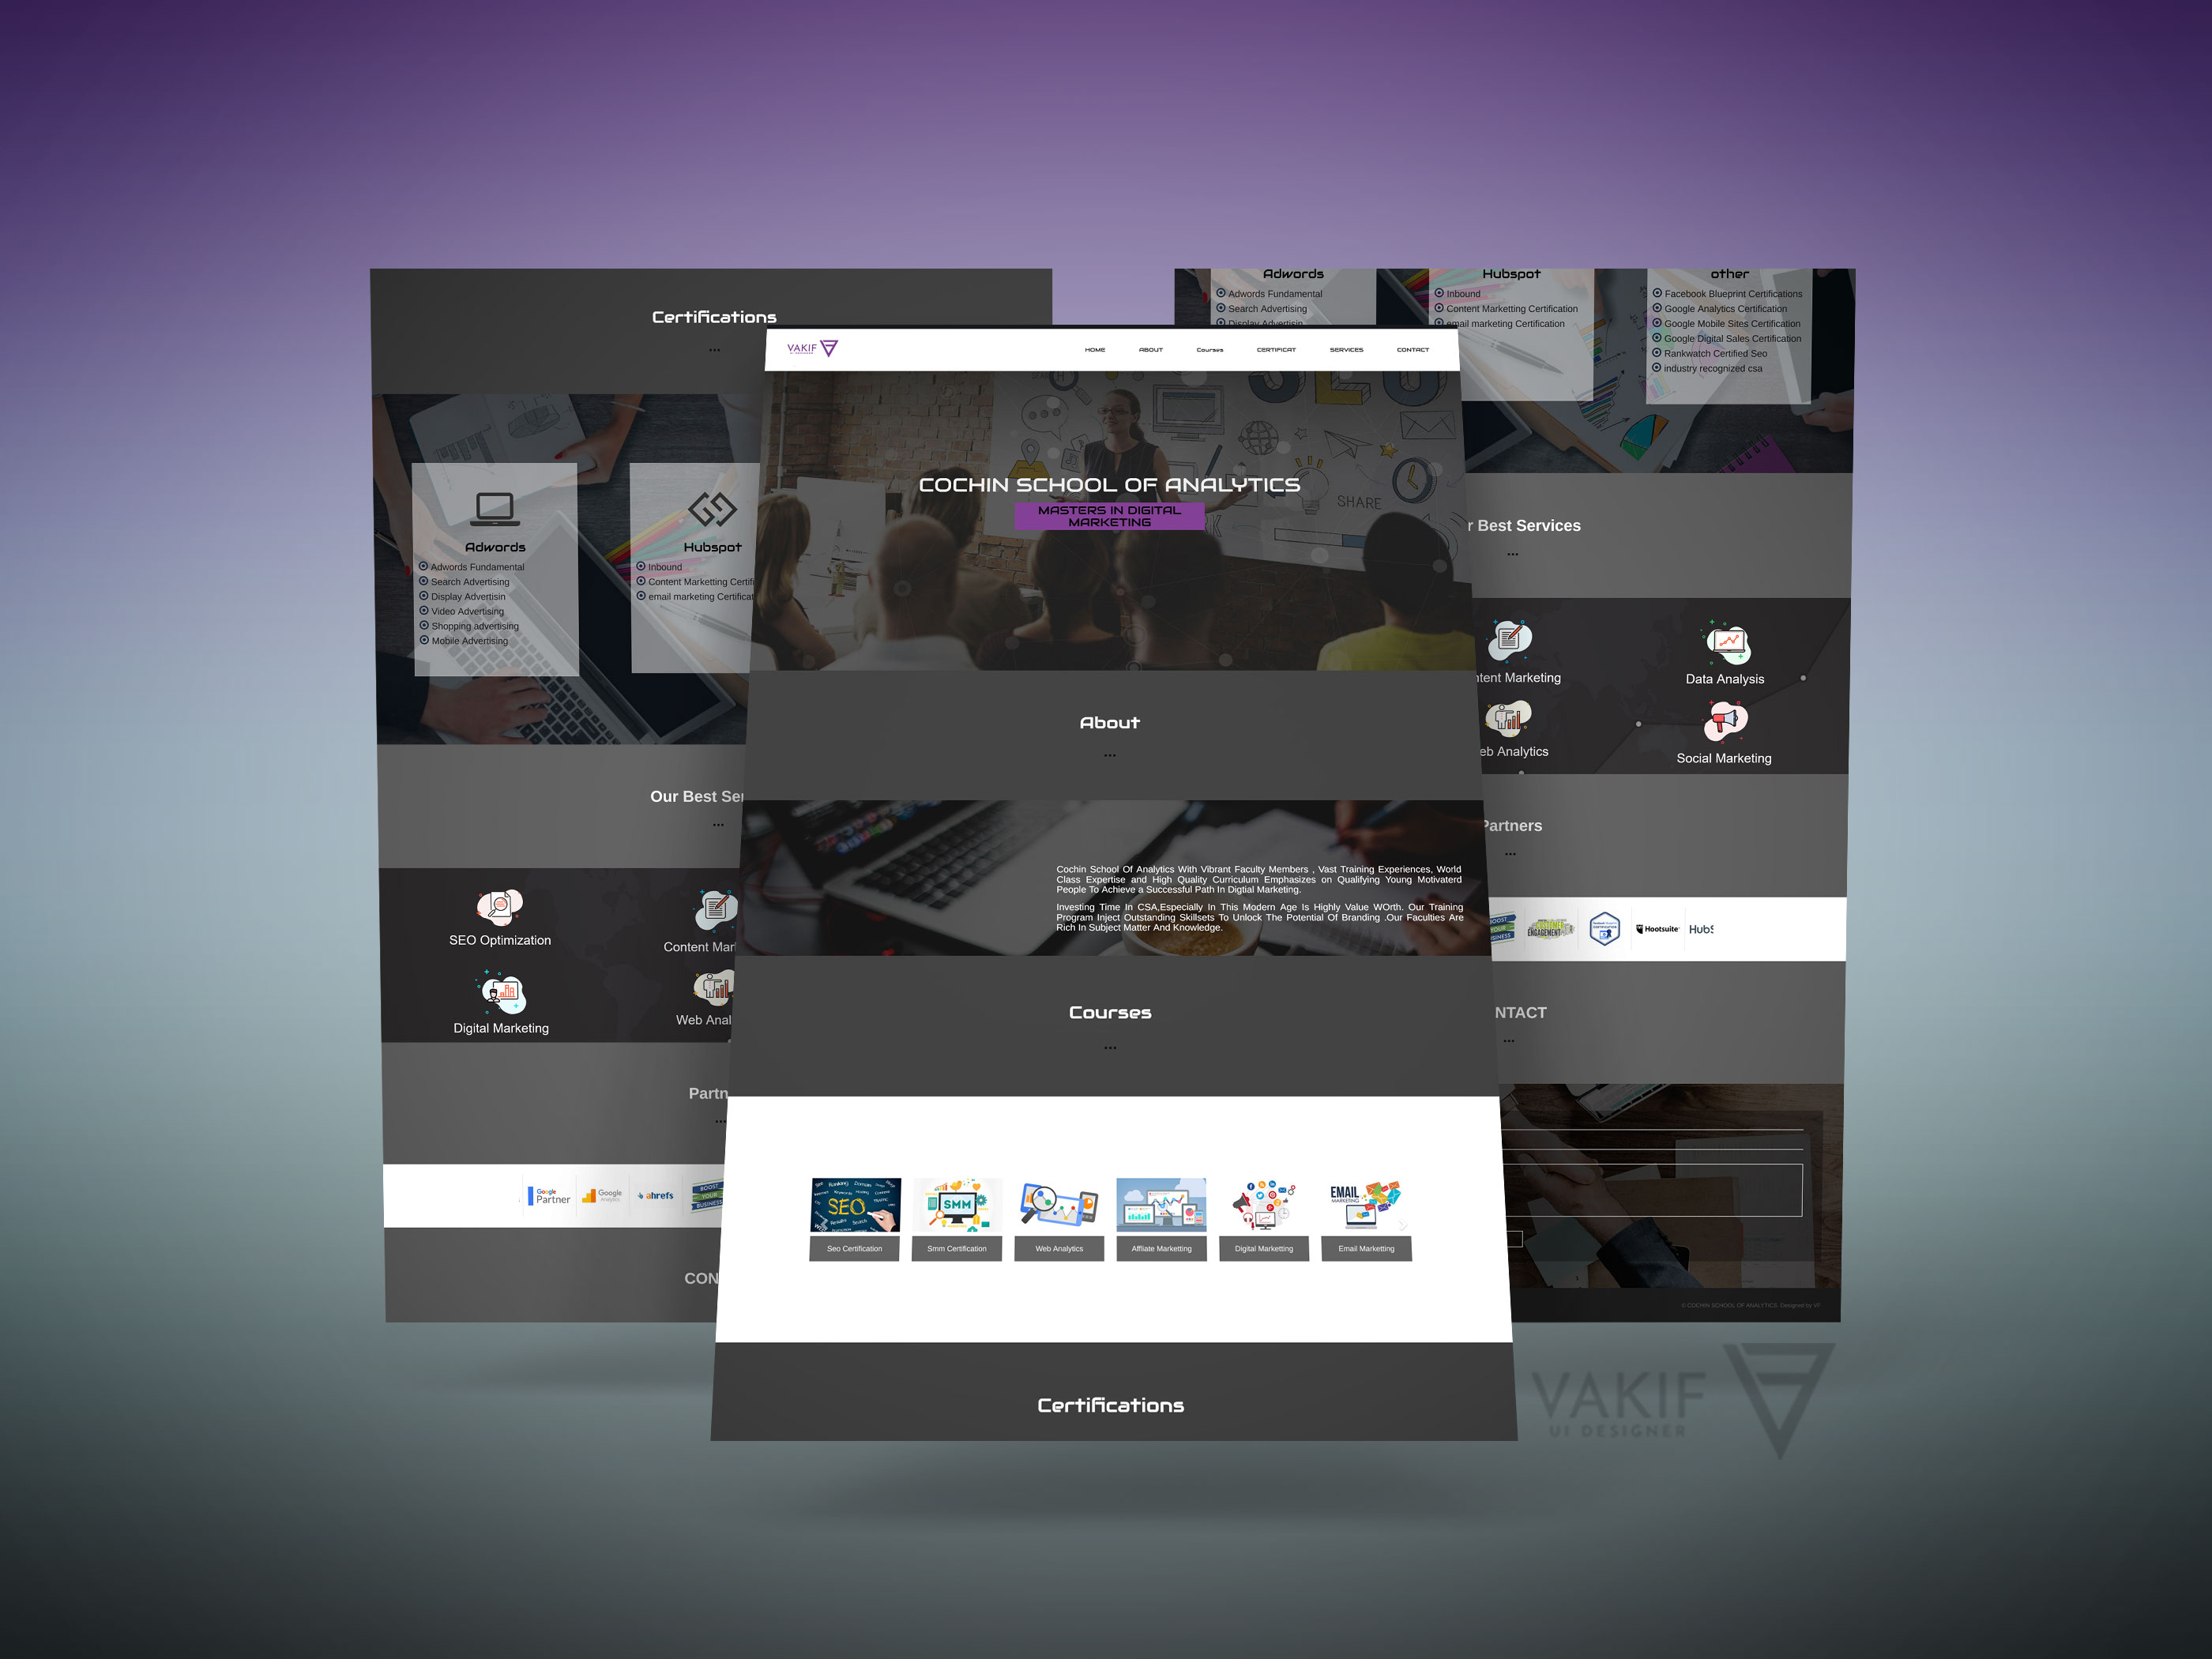 Certifications
...
Adwords
Adwords Fundamental
Search Advertising
Display Advertisin
Video Advertising
Shopping advertising
Mobile Advertising
Hubspot
Inbound
Content Marketting Certifi
email marketing Certificat
Our Best Ser
...
SEO Optimization
Content Mar
Digital Marketing
Web Anal
Partn
...
Google
Partner
Google
Analytics
ahrefs
BOOST
YOUR
BUSINESS
CON
VAKIF
UI DESIGNER
HOME
ABOUT
Courses
CERTIFICAT
SERVICES
CONTACT
SHARE
COCHIN SCHOOL OF ANALYTICS
MASTERS IN DIGITAL
MARKETING
About
...
Cochin School Of Analytics With Vibrant Faculty Members , Vast Training Experiences, World
Class Expertise and High Quality Curriculum Emphasizes on Qualifying Young Motivaterd
People To Achieve a Successful Path In Digtial Marketing.
Investing Time In CSA,Especially In This Modern Age Is Highly Value WOrth. Our Training
Program Inject Outstanding Skillsets To Unlock The Potential Of Branding .Our Faculties Are
Rich In Subject Matter And Knowledge.
Courses
...
SEO
SMM
EMAIL
MARKETING
Seo Certification
Smm Certification
Web Analytics
Affliate Marketting
Digital Marketting
Email Marketting
Certifications
Adwords
Adwords Fundamental
Search Advertising
Display Advertisin
Hubspot
Inbound
Content Marketting Certification
email marketing Certification
other
Facebook Blueprint Certifications
Google Analytics Certification
Google Mobile Sites Certification
Google Digital Sales Certification
Rankwatch Certified Seo
industry recognized csa
r Best Services
...
ntent Marketing
Data Analysis
eb Analytics
Social Marketing
Partners
...
BOOST
YOUR
BUSINESS
ENGAGEMENT
Hootsuite
HubS
NTACT
...
© COCHIN SCHOOL OF ANALYTICS. Designed by VF
VAKIF
UI DESIGNER